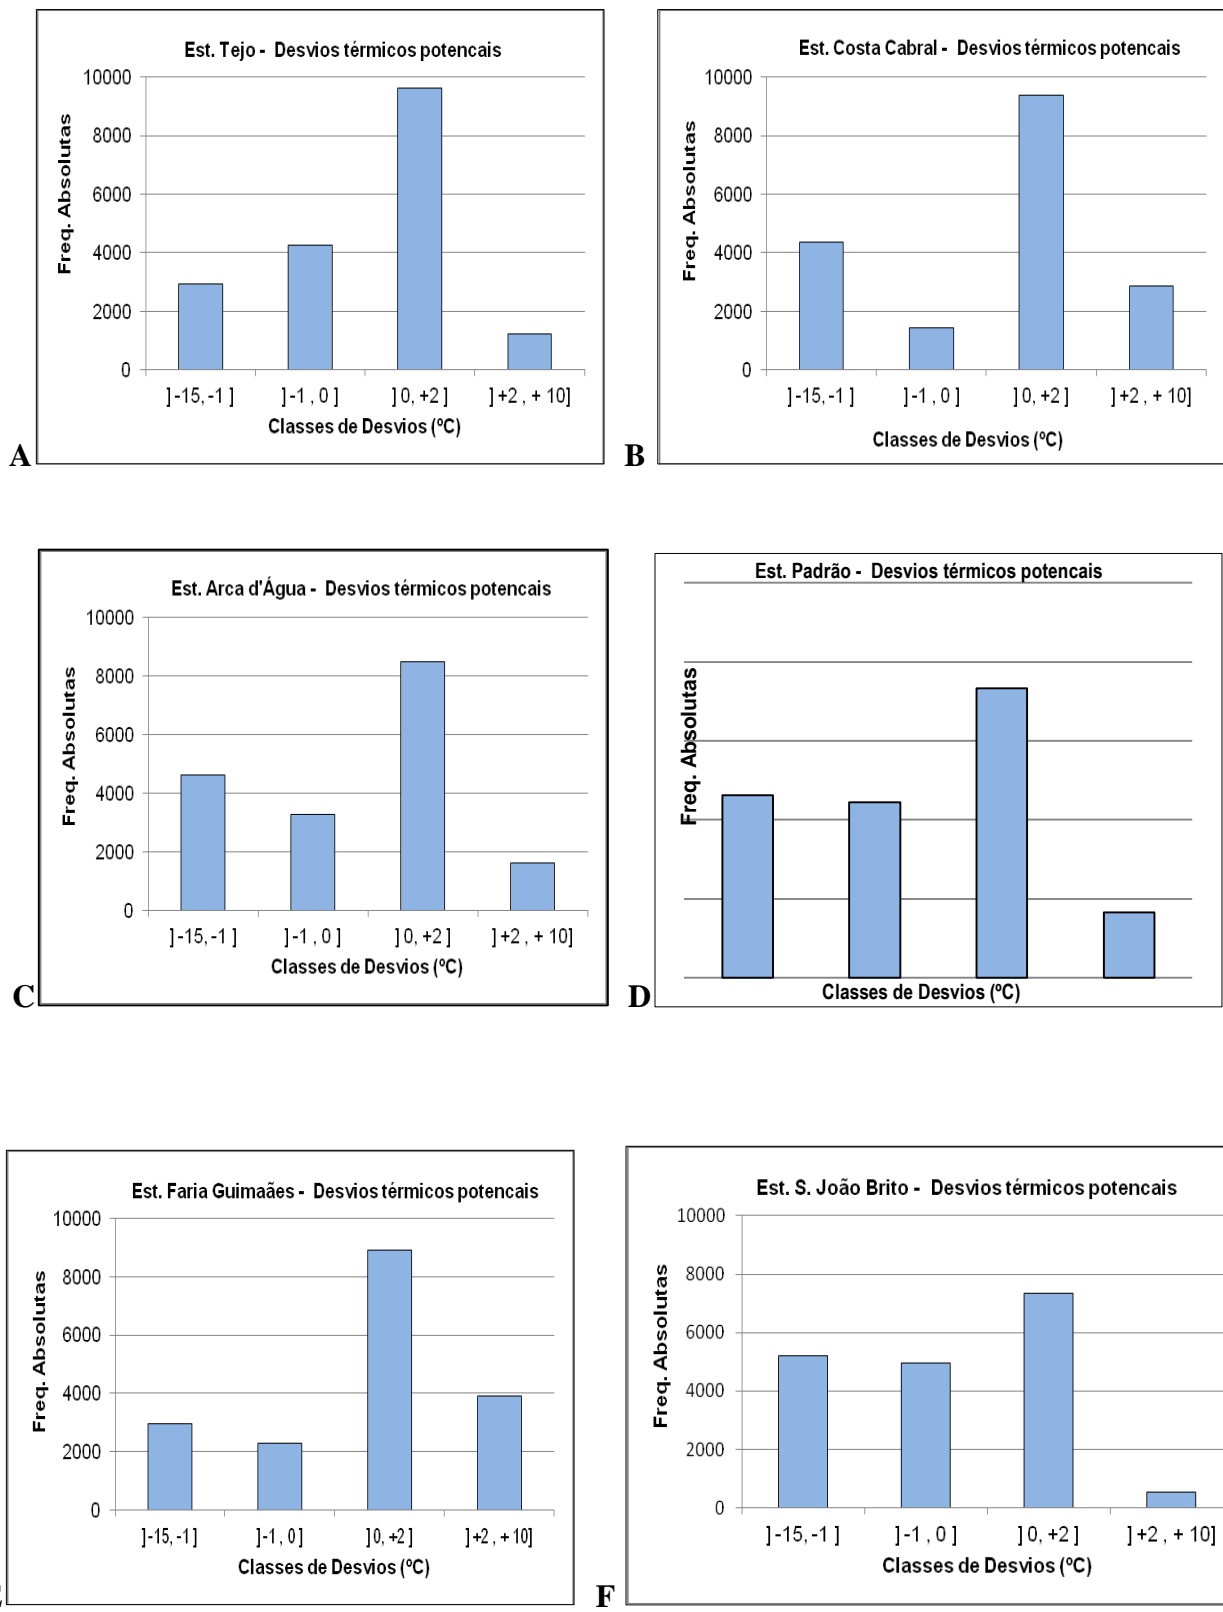 Est. Tejo - Desvios térmicos potencais
Freq. Absolutas
10000
8000
6000
4000
2000
0
]-15, -1 ] ]-1 , 0 ] ]0, +2 ] ]+2 , + 10]
Classes de Desvios (ºC)
A
Est. Costa Cabral - Desvios térmicos potencais
Freq. Absolutas
10000
8000
6000
4000
2000
0
]-15, -1 ] ]-1 , 0 ] ]0, +2 ] ]+2 , + 10]
Classes de Desvios (ºC)
B
Est. Arca d'Água - Desvios térmicos potencais
Freq. Absolutas
10000
8000
6000
4000
2000
0
]-15, -1 ] ]-1 , 0 ] ]0, +2 ] ]+2 , + 10]
Classes de Desvios (ºC)
C
Est. Padrão - Desvios térmicos potencais
Freq. Absolutas
Classes de Desvios (ºC)
D
Est. Faria Guimaães - Desvios térmicos potencais
Freq. Absolutas
10000
8000
6000
4000
2000
0
]-15, -1 ] ]-1 , 0 ] ]0, +2 ] ]+2 , + 10]
Classes de Desvios (ºC)
Est. S. João Brito - Desvios térmicos potencais
Freq. Absolutas
10000
8000
6000
4000
2000
0
]-15, -1 ] ]-1 , 0 ] ]0, +2 ] ]+2 , + 10]
Classes de Desvios (ºC)
F